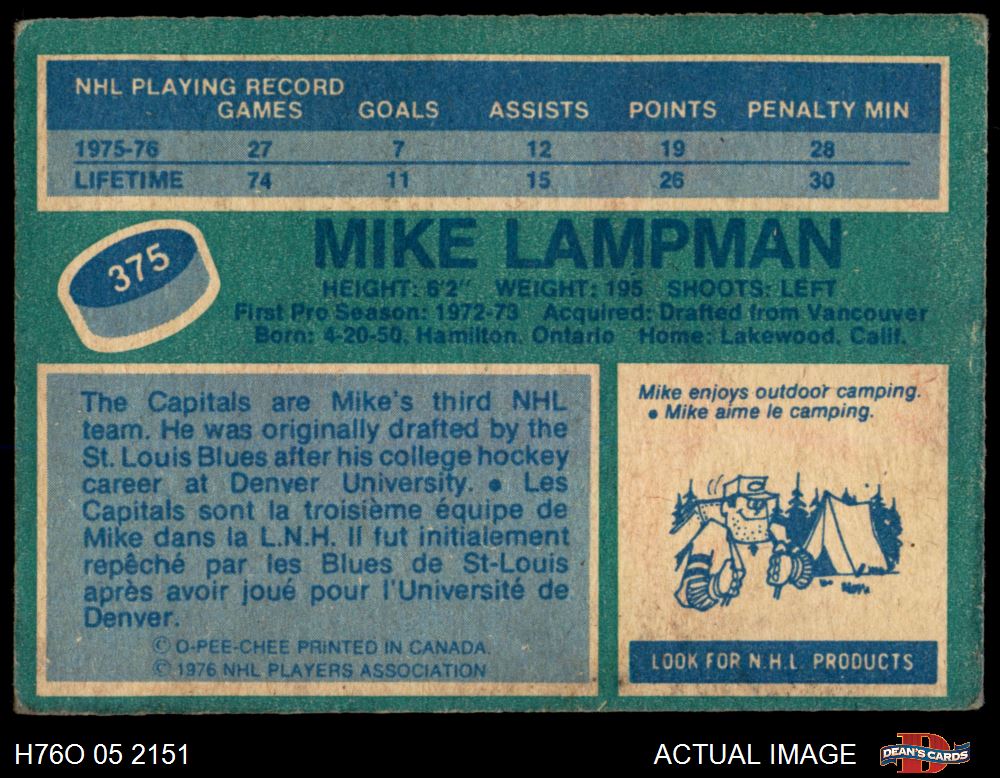 NHL PLAYING RECORD
GAMES GOALS ASSISTS POINTS PENALTY MIN
1975-76 27 7 12 19 28
LIFETIME 74 11 15 26 30
375
MIKE LAMPMAN
HEIGHT: 6'2" WEIGHT: 195 SHOOTS: LEFT
First Pro Season: 1972-73 Acquired: Drafted from Vancouver
Born: 4-20-50, Hamilton, Ontario Home: Lakewood, Calif.
The Capitals are Mike's third NHL
team. He was originally drafted by the
St. Louis Blues after his college hockey
career at Denver University. • Les
Capitals sont la troisième équipe de
Mike dans la L.N.H. Il fut initialement
repêché par les Blues de St-Louis
après avoir joué pour l'Université de
Denver.
© O-PEE-CHEE PRINTED IN CANADA.
© 1976 NHL PLAYERS ASSOCIATION
Mike enjoys outdoor camping.
• Mike aime le camping.
C
LOOK FOR N.H.L. PRODUCTS
H76O 05 2151
ACTUAL IMAGE
D
DEAN'S CARDS